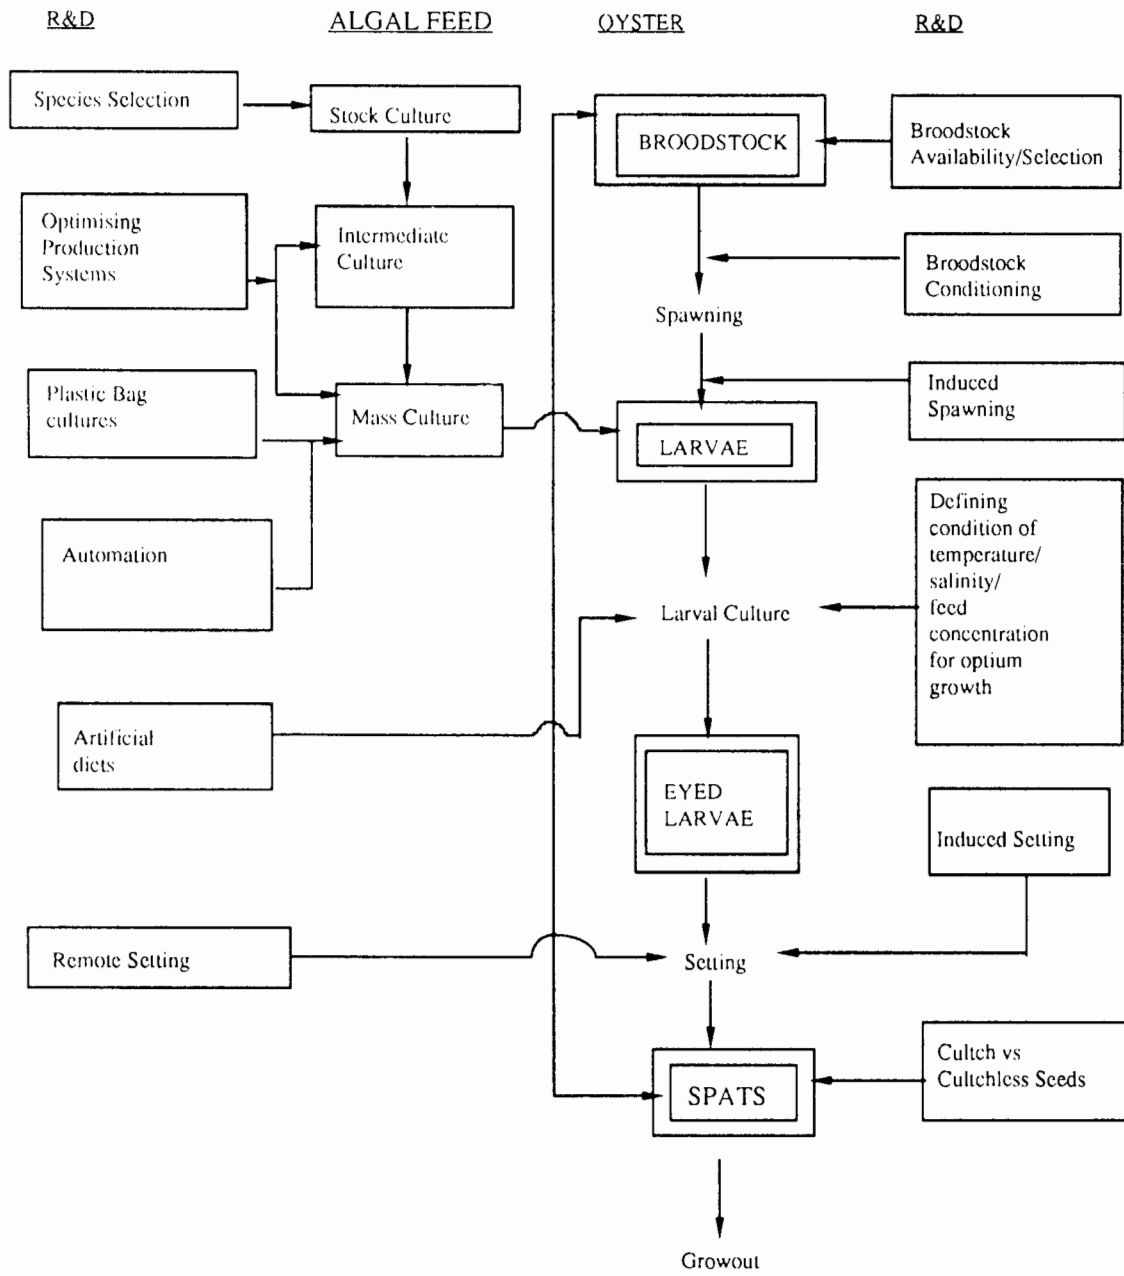 R&D
ALGAL FEED
OYSTER
R&D
Species Selection
Stock Culture
BROODSTOCK
Broodstock
Availability/Selection
Optimising
Production
Systems
Intermediate
Culture
Broodstock
Conditioning
Spawning
Plastic Bag
cultures
Mass Culture
Induced
Spawning
LARVAE
Automation
Defining
condition of
temperature/
salinity/
feed
concentration
for optium
growth
Larval Culture
Artificial
diets
EYED
LARVAE
Induced Setting
Remote Setting
Setting
Cultch vs
Cultchless Seeds
SPATS
Growout